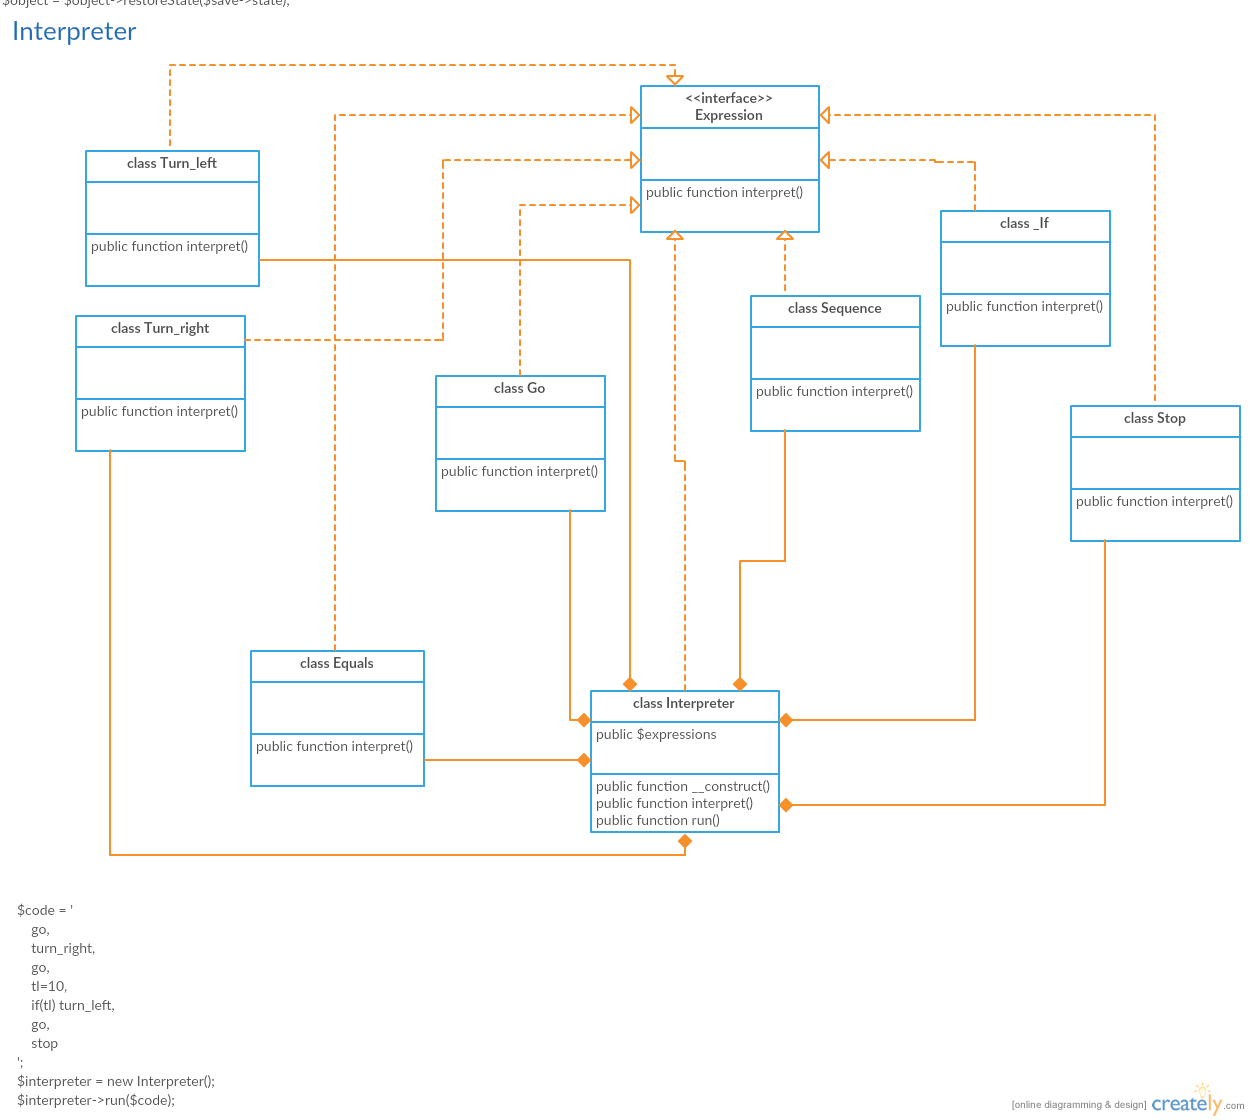 $object = $object->restoreState($save->state);
Interpreter
<<interface>>
Expression
public function interpret()
class Turn_left
public function interpret()
class _If
public function interpret()
class Sequence
public function interpret()
class Turn_right
public function interpret()
class Go
public function interpret()
class Stop
public function interpret()
class Equals
public function interpret()
class Interpreter
public $expressions
public function __construct()
public function interpret()
public function run()
$code = '
go,
turn_right,
go,
tl=10,
if(tl) turn_left,
go,
stop
';
$interpreter = new Interpreter();
$interpreter->run($code);
[online diagramming & design] creately.com